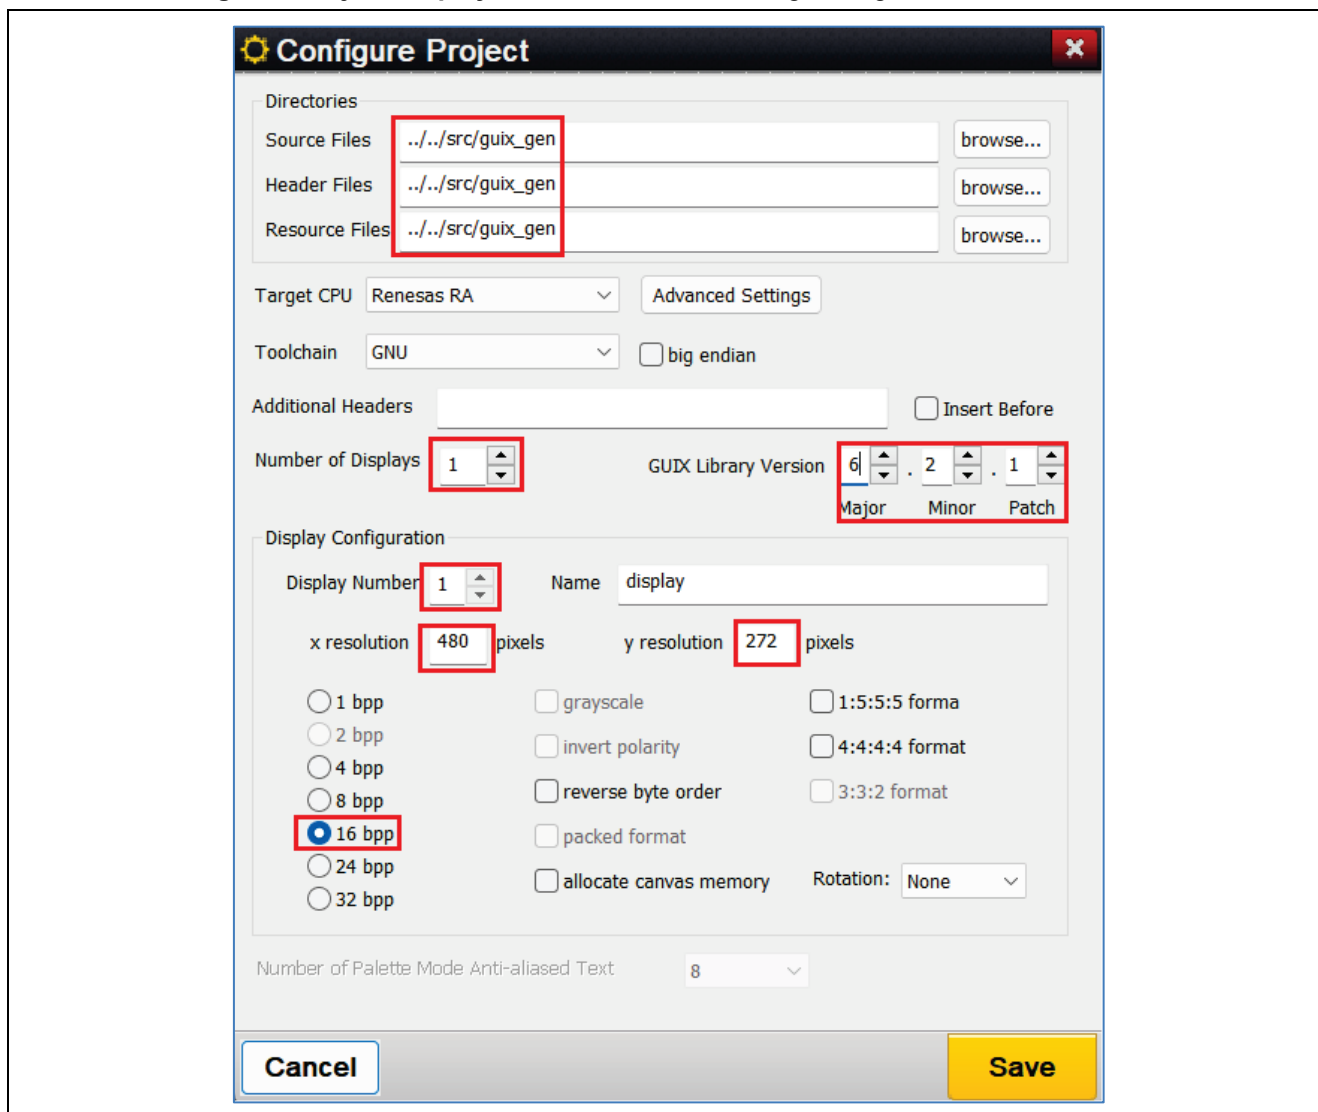 Configure Project
Directories
Source Files ../../src/guix_gen browse...
Header Files ../../src/guix_gen browse...
Resource Files ../../src/guix_gen browse...
Target CPU Renesas RA Advanced Settings
Toolchain GNU big endian
Additional Headers Insert Before
Number of Displays 1 GUIX Library Version 6 . 2 . 1
Major Minor Patch
Display Configuration
Display Number 1 Name display
x resolution 480 pixels y resolution 272 pixels
1 bpp grayscale 1:5:5:5 forma
2 bpp invert polarity 4:4:4:4 format
4 bpp
8 bpp reverse byte order 3:3:2 format
16 bpp packed format
24 bpp allocate canvas memory Rotation: None
32 bpp
Number of Palette Mode Anti-aliased Text 8
Cancel Save